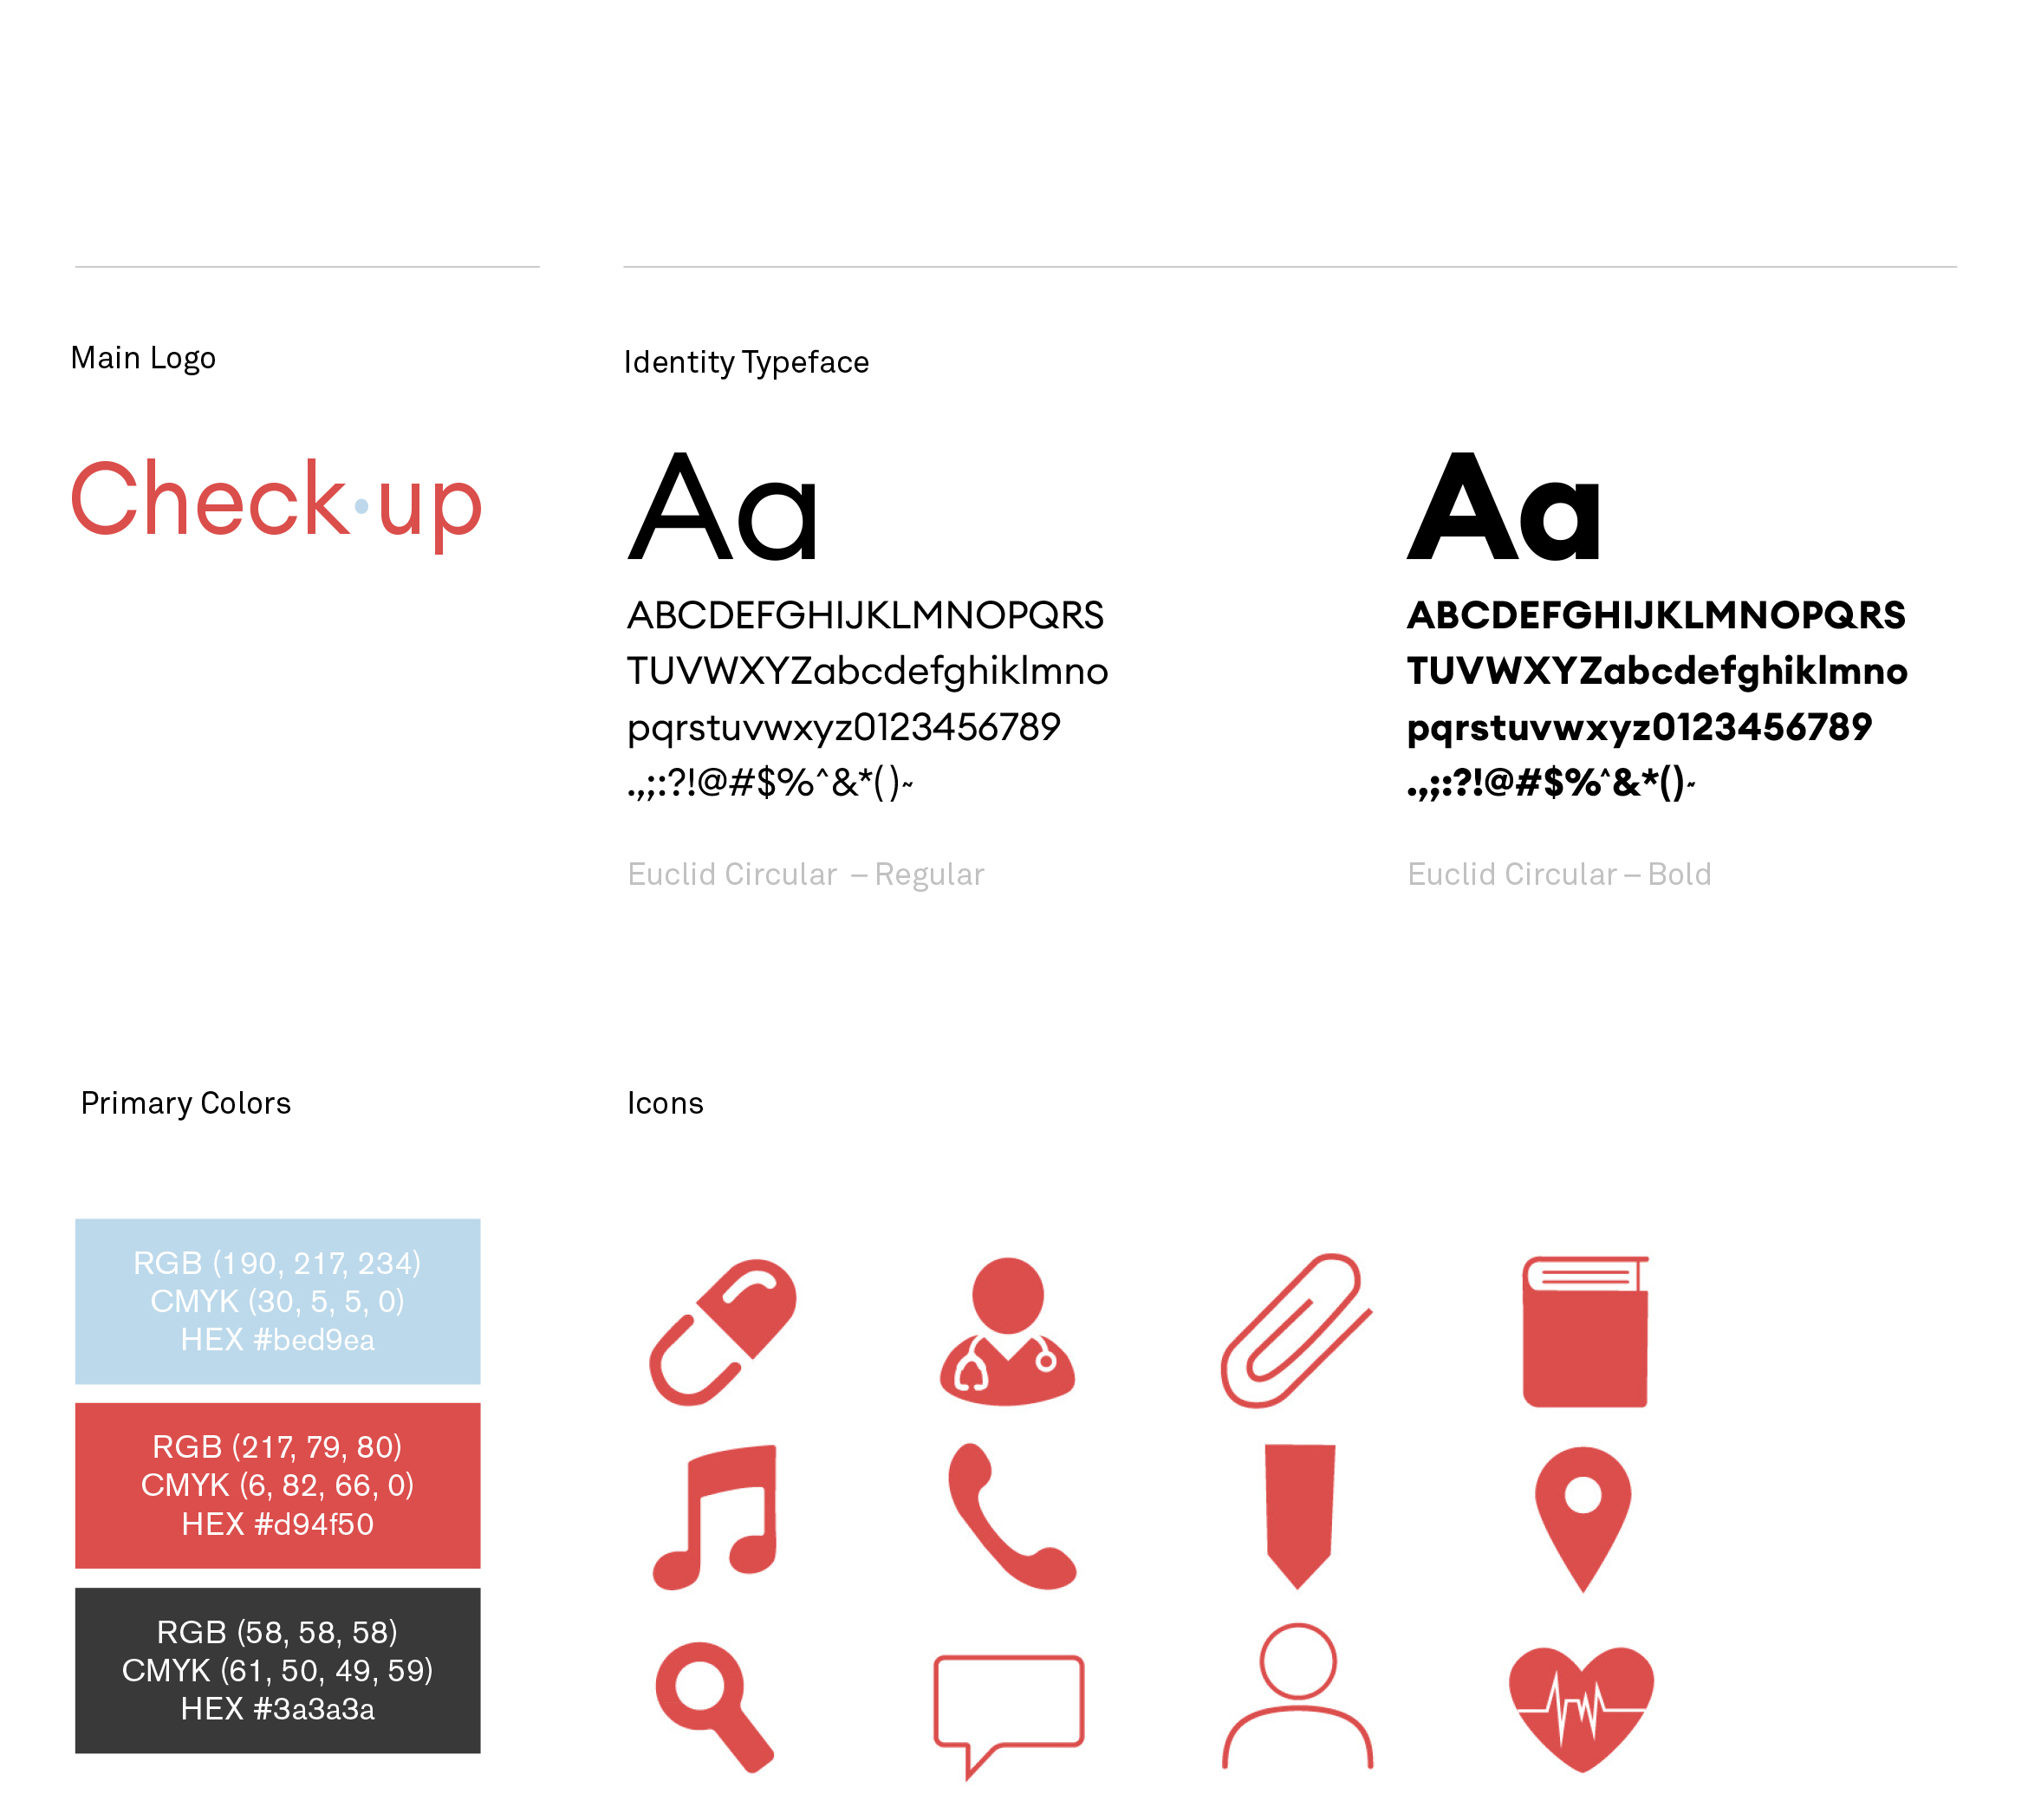 Main Logo
Check·up
Identity Typeface
Aa
ABCDEFGHIJKLMNOPQRS
TUVWXYZabcdefghiklmno
pqrstuvwxyz0123456789
.,;:?!@#$%^&*()~
Euclid Circular – Regular
Aa
ABCDEFGHIJKLMNOPQRS
TUVWXYZabcdefghiklmno
pqrstuvwxyz0123456789
.,;:?!@#$%^&*()~
Euclid Circular – Bold
Primary Colors
RGB (190, 217, 234)
CMYK (30, 5, 5, 0)
HEX #bed9ea
RGB (217, 79, 80)
CMYK (6, 82, 66, 0)
HEX #d94f50
RGB (58, 58, 58)
CMYK (61, 50, 49, 59)
HEX #3a3a3a
Icons